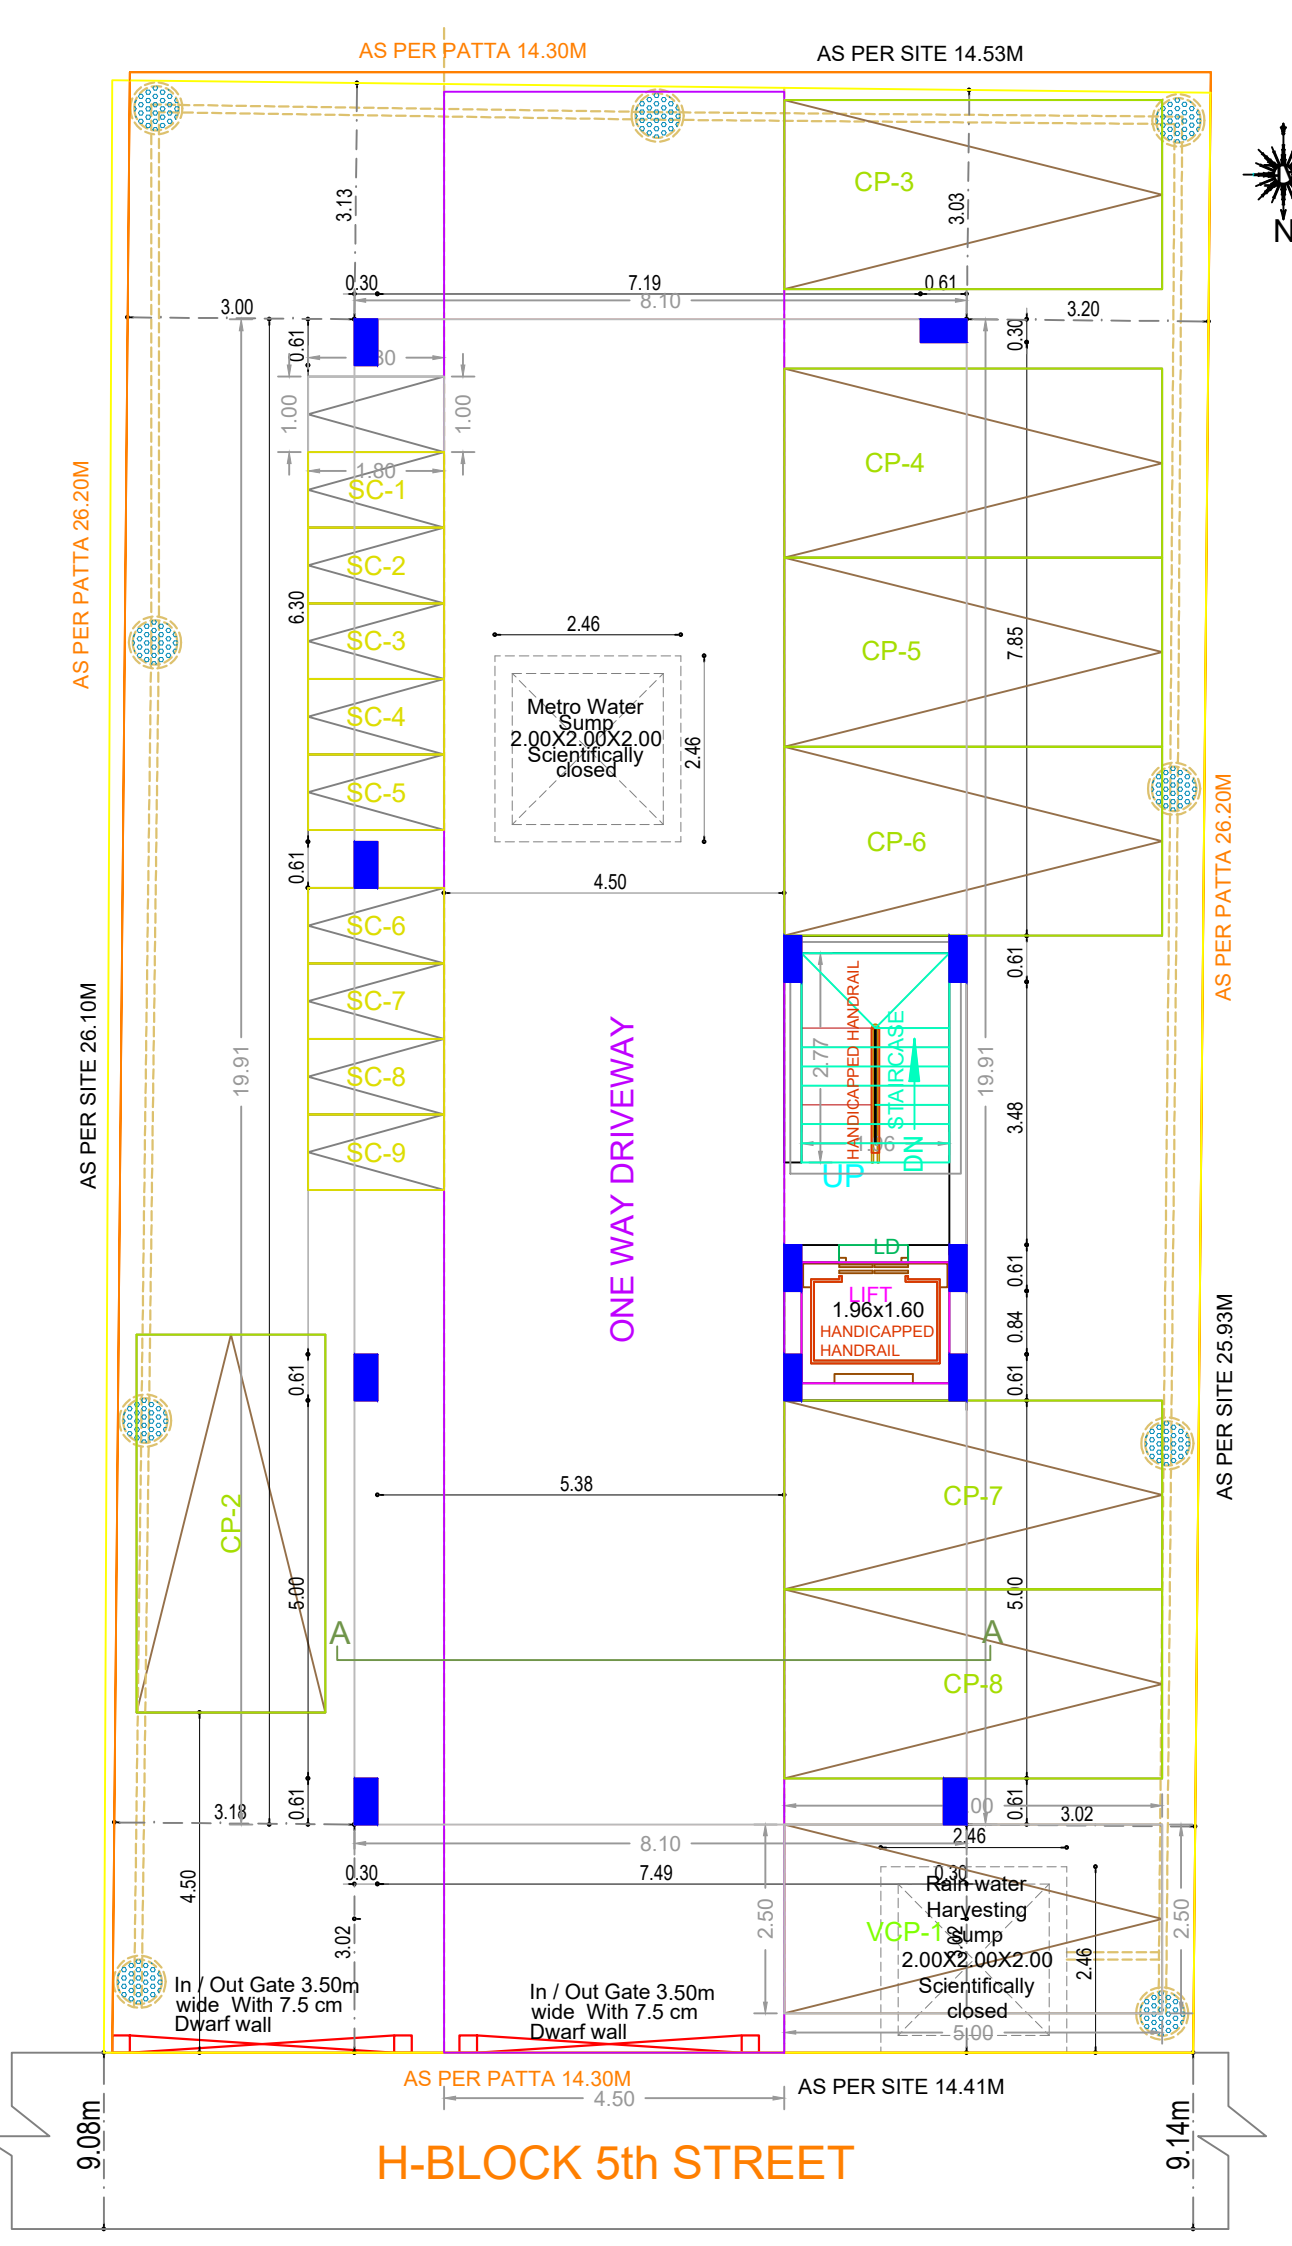 AS PER PATTA 14.30M
AS PER SITE 14.53M
CP-3
3.13
3.03
N
0.30
7.19
0.61
8.10
3.00
3.20
0.61
0.30
1.00
1.00
1.80
SC-1
CP-4
AS PER PATTA 26.20M
SC-2
6.30
2.46
SC-3
7.85
CP-5
SC-4
Metro Water
Sump
2.00X2.00X2.00
Scientifically
closed
2.46
SC-5
CP-6
AS PER PATTA 26.20M
0.61
4.50
SC-6
0.61
SC-7
AS PER SITE 26.10M
19.91
ONE WAY DRIVEWAY
2.77
HANDICAPPED HANDRAIL
STAIRCASE
DN
19.91
3.48
SC-8
SC-9
1.96
UP
LD
0.61
LIFT
1.96x1.60
HANDICAPPED
HANDRAIL
0.84
0.61
0.61
AS PER SITE 25.93M
5.38
CP-7
CP-2
5.00
5.00
A
A
CP-8
3.18
0.61
0.61
3.02
8.10
2.46
4.50
0.30
7.49
0.30
Rain water
Harvesting
Sump
2.00X2.00X2.00
Scientifically
closed
VCP-1
2.50
2.50
3.02
3.02
2.46
In / Out Gate 3.50m
wide With 7.5 cm
Dwarf wall
In / Out Gate 3.50m
wide With 7.5 cm
Dwarf wall
5.00
AS PER PATTA 14.30M
AS PER SITE 14.41M
4.50
9.08m
9.14m
H-BLOCK 5th STREET